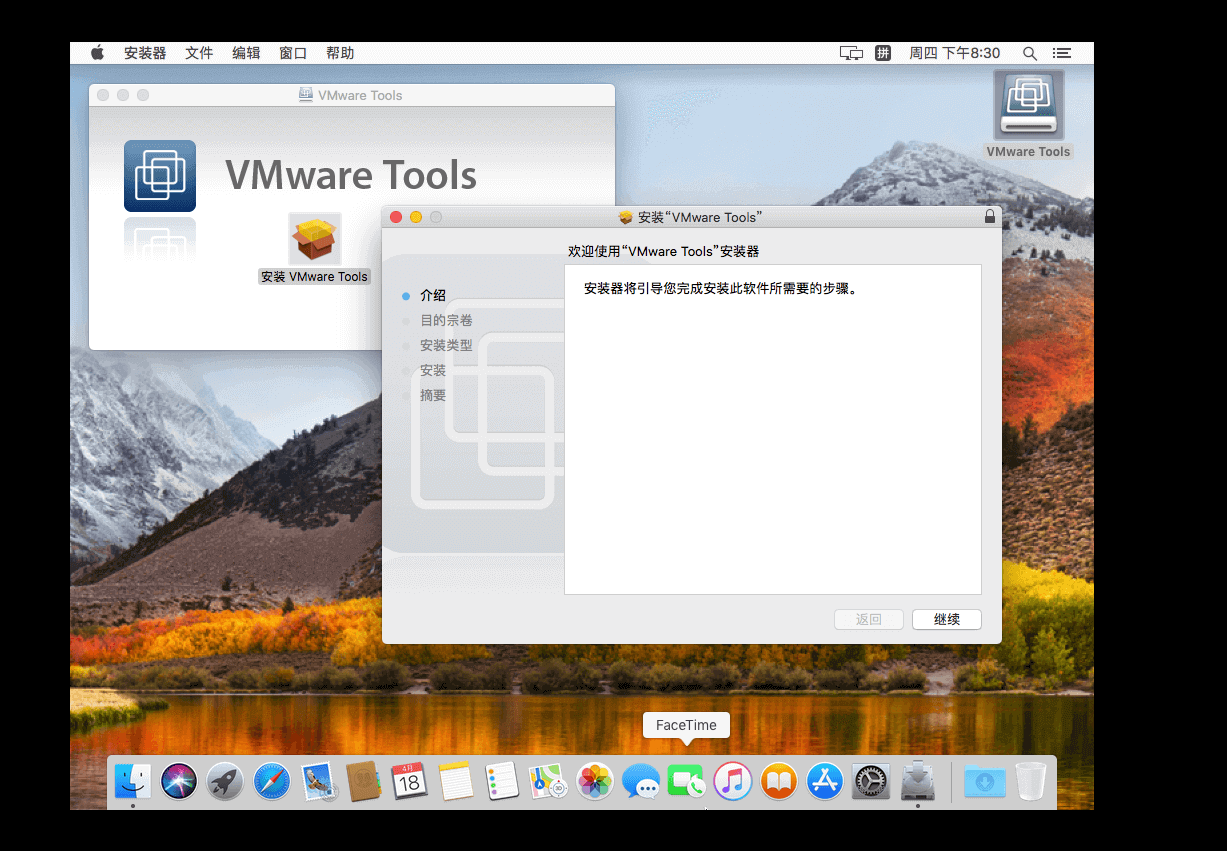 安装器 文件 编辑 窗口 帮助 拼 周四 下午8:30
VMware Tools
VMware Tools
VMware Tools
安装 VMware Tools
安装“VMware Tools”
欢迎使用“VMware Tools”安装器
介绍
目的宗卷
安装类型
安装
摘要
安装器将引导您完成安装此软件所需要的步骤。
返回 继续
FaceTime
4月
18